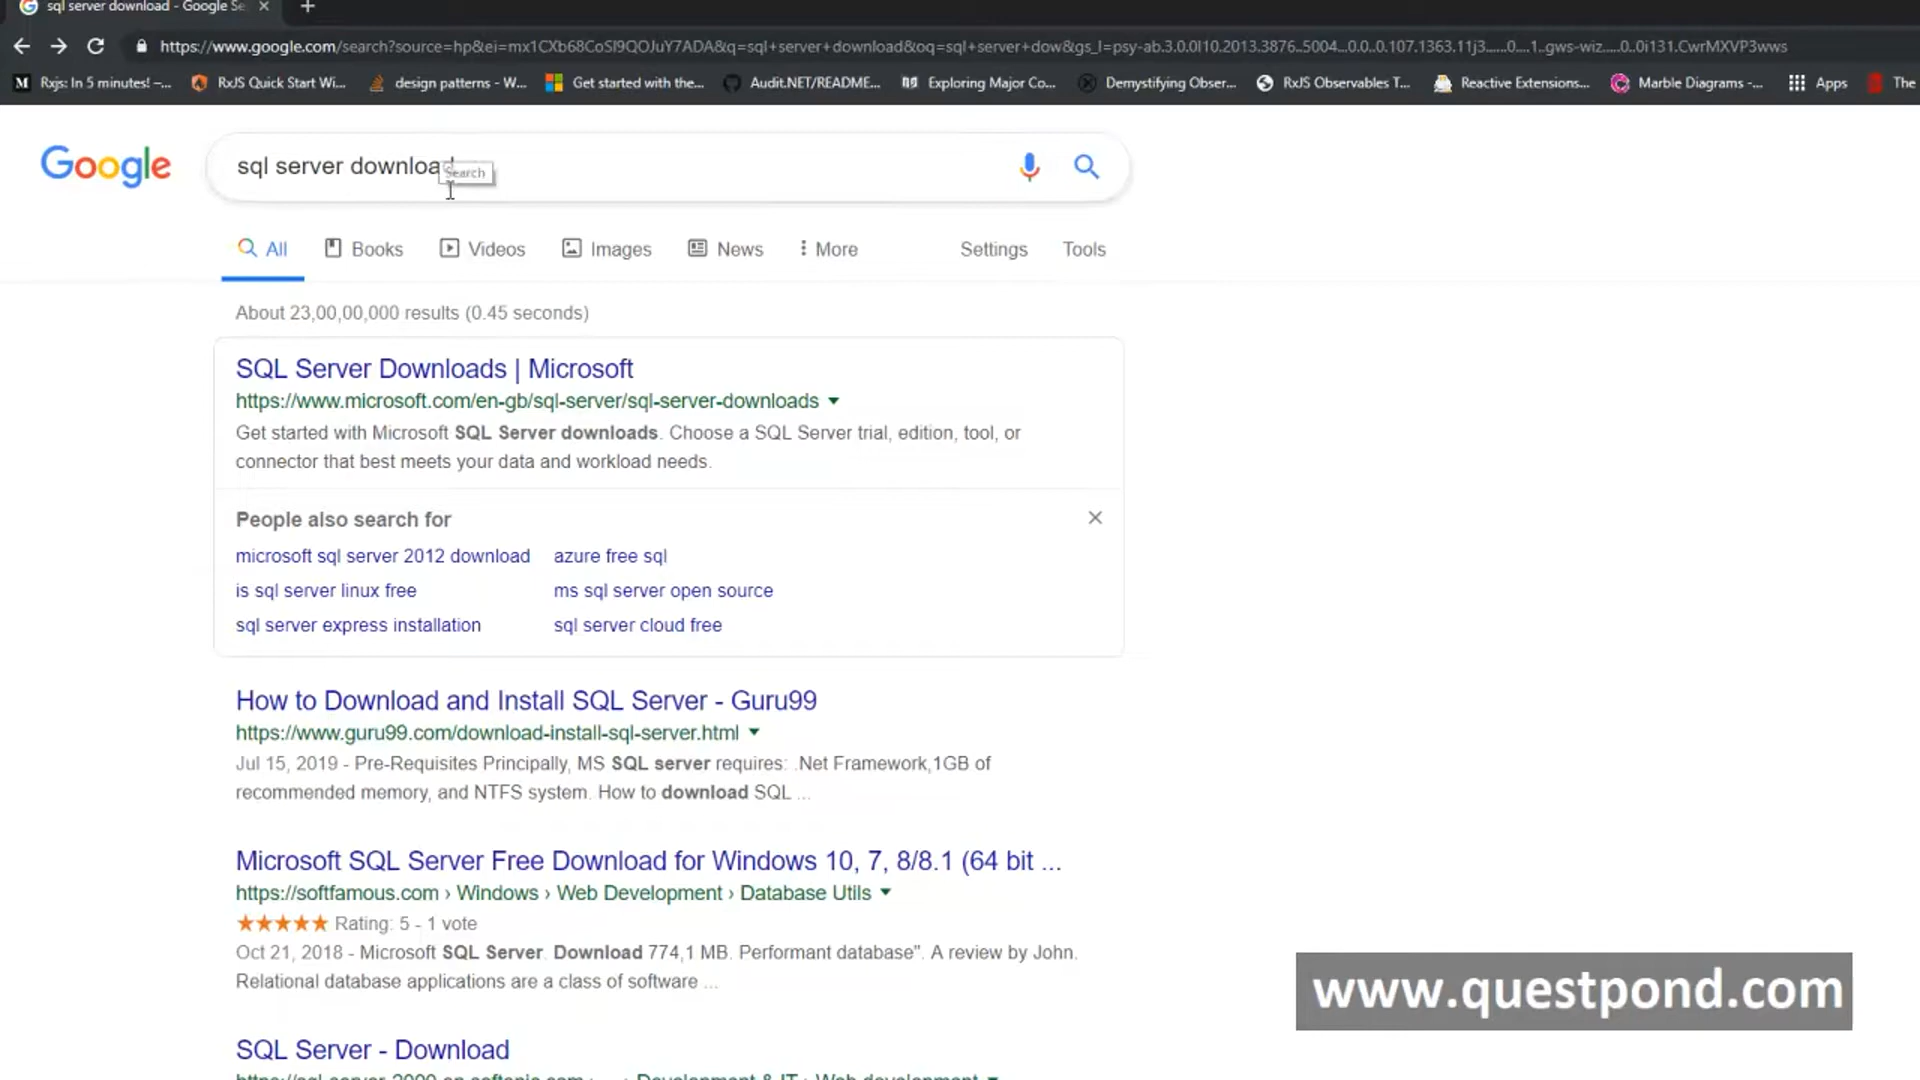 sql server download - Google Se
https://www.google.com/search?source=hp&ei=mx1CXb68CoSI9QOJuY7ADA&q=sql+server+download&oq=sql+server+dow&gs_l=psy-ab.3.0.0l10.2013.3876..5004...0.0..0.107.1363.11j3......0....1..gws-wiz.....0..0i131.CwrMXVP3wws
Rxjs: In 5 minutes! –... RxJS Quick Start Wi... design patterns - W... Get started with the... Audit.NET/README... Exploring Major Co... Demystifying Obser... RxJS Observables T... Reactive Extensions... Marble Diagrams -... Apps The
Google
sql server download
Search
All Books Videos Images News More Settings Tools
About 23,00,00,000 results (0.45 seconds)
SQL Server Downloads | Microsoft
https://www.microsoft.com/en-gb/sql-server/sql-server-downloads
Get started with Microsoft SQL Server downloads. Choose a SQL Server trial, edition, tool, or
connector that best meets your data and workload needs.
People also search for
microsoft sql server 2012 download azure free sql
is sql server linux free ms sql server open source
sql server express installation sql server cloud free
How to Download and Install SQL Server - Guru99
https://www.guru99.com/download-install-sql-server.html
Jul 15, 2019 - Pre-Requisites Principally, MS SQL server requires: .Net Framework,1GB of
recommended memory, and NTFS system. How to download SQL ...
Microsoft SQL Server Free Download for Windows 10, 7, 8/8.1 (64 bit ...
https://softfamous.com › Windows › Web Development › Database Utils
Rating: 5 - 1 vote
Oct 21, 2018 - Microsoft SQL Server. Download 774,1 MB. Performant database". A review by John.
Relational database applications are a class of software ...
www.questpond.com
SQL Server - Download